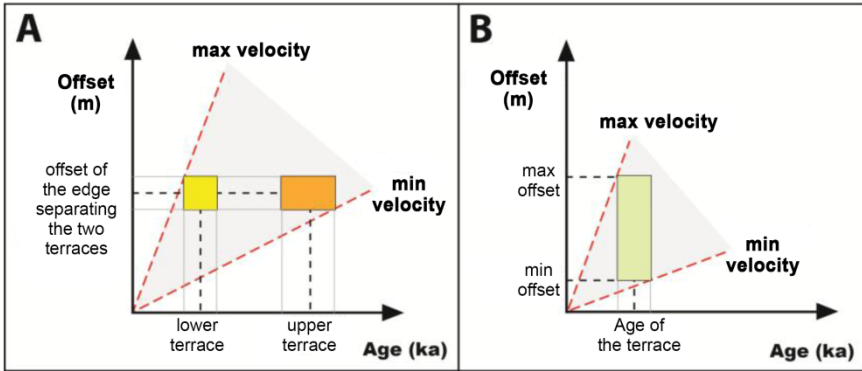 A
Offset
(m)
max velocity
offset of
the edge
separating
the two
terraces
min
velocity
lower
terrace
upper
terrace
Age (ka)
B
Offset
(m)
max velocity
max
offset
min
offset
min
velocity
Age of
the terrace
Age (ka)